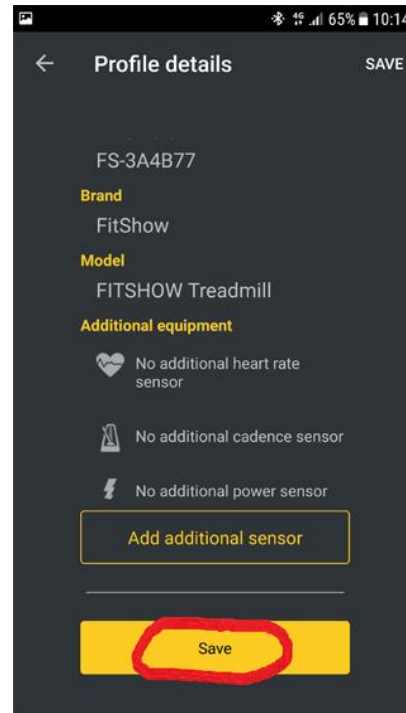 65% 10:14
Profile details SAVE
FS-3A4B77
Brand
FitShow
Model
FITSHOW Treadmill
Additional equipment
No additional heart rate
sensor
No additional cadence sensor
No additional power sensor
Add additional sensor
Save